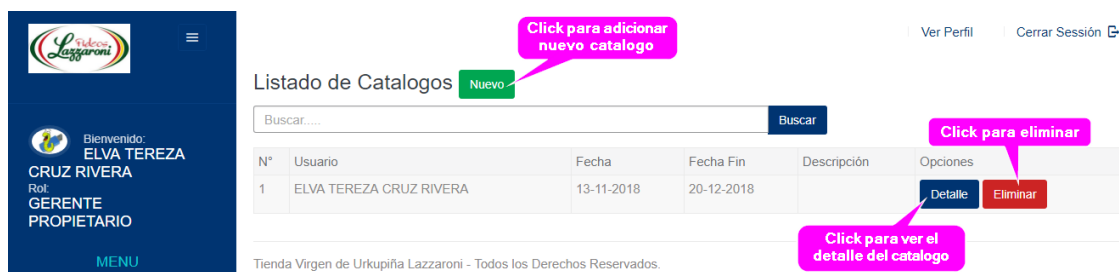 Fideos
Lazzaroni
Click para adicionar
nuevo catalogo
Ver Perfil
Cerrar Sessión
Listado de Catalogos
Nuevo
Buscar.....
Buscar
Click para eliminar
Bienvenido:
ELVA TEREZA
CRUZ RIVERA
Rol:
GERENTE
PROPIETARIO
MENU
N° Usuario Fecha Fecha Fin Descripción Opciones
1 ELVA TEREZA CRUZ RIVERA 13-11-2018 20-12-2018 Detalle Eliminar
Click para ver el
detalle del catalogo
Tienda Virgen de Urkupiña Lazzaroni - Todos los Derechos Reservados.